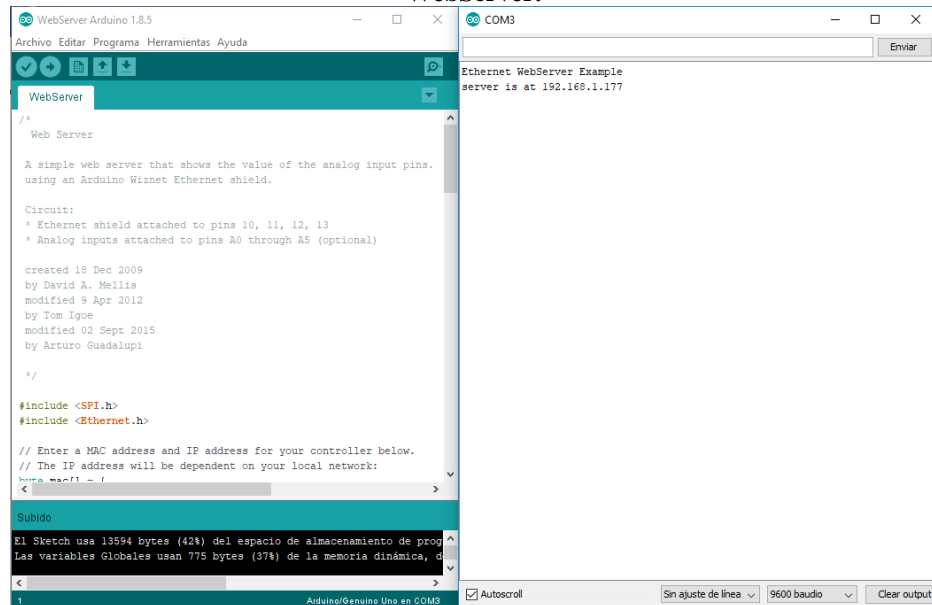 WebServer.
WebServer Arduino 1.8.5
Archivo Editar Programa Herramientas Ayuda
WebServer
/*
Web Server
A simple web server that shows the value of the analog input pins.
using an Arduino Wiznet Ethernet shield.
Circuit:
* Ethernet shield attached to pins 10, 11, 12, 13
* Analog inputs attached to pins A0 through A5 (optional)
created 18 Dec 2009
by David A. Mellis
modified 9 Apr 2012
by Tom Igoe
modified 02 Sept 2015
by Arturo Guadalupi
*/
#include <SPI.h>
#include <Ethernet.h>
// Enter a MAC address and IP address for your controller below.
// The IP address will be dependent on your local network:
byte mac[] = {
Subido
El Sketch usa 13594 bytes (42%) del espacio de almacenamiento de prog
Las variables Globales usan 775 bytes (37%) de la memoria dinámica, d
1
Arduino/Genuino Uno en COM3
COM3
Enviar
Ethernet WebServer Example
server is at 192.168.1.177
Autoscroll
Sin ajuste de línea
9600 baudio
Clear output